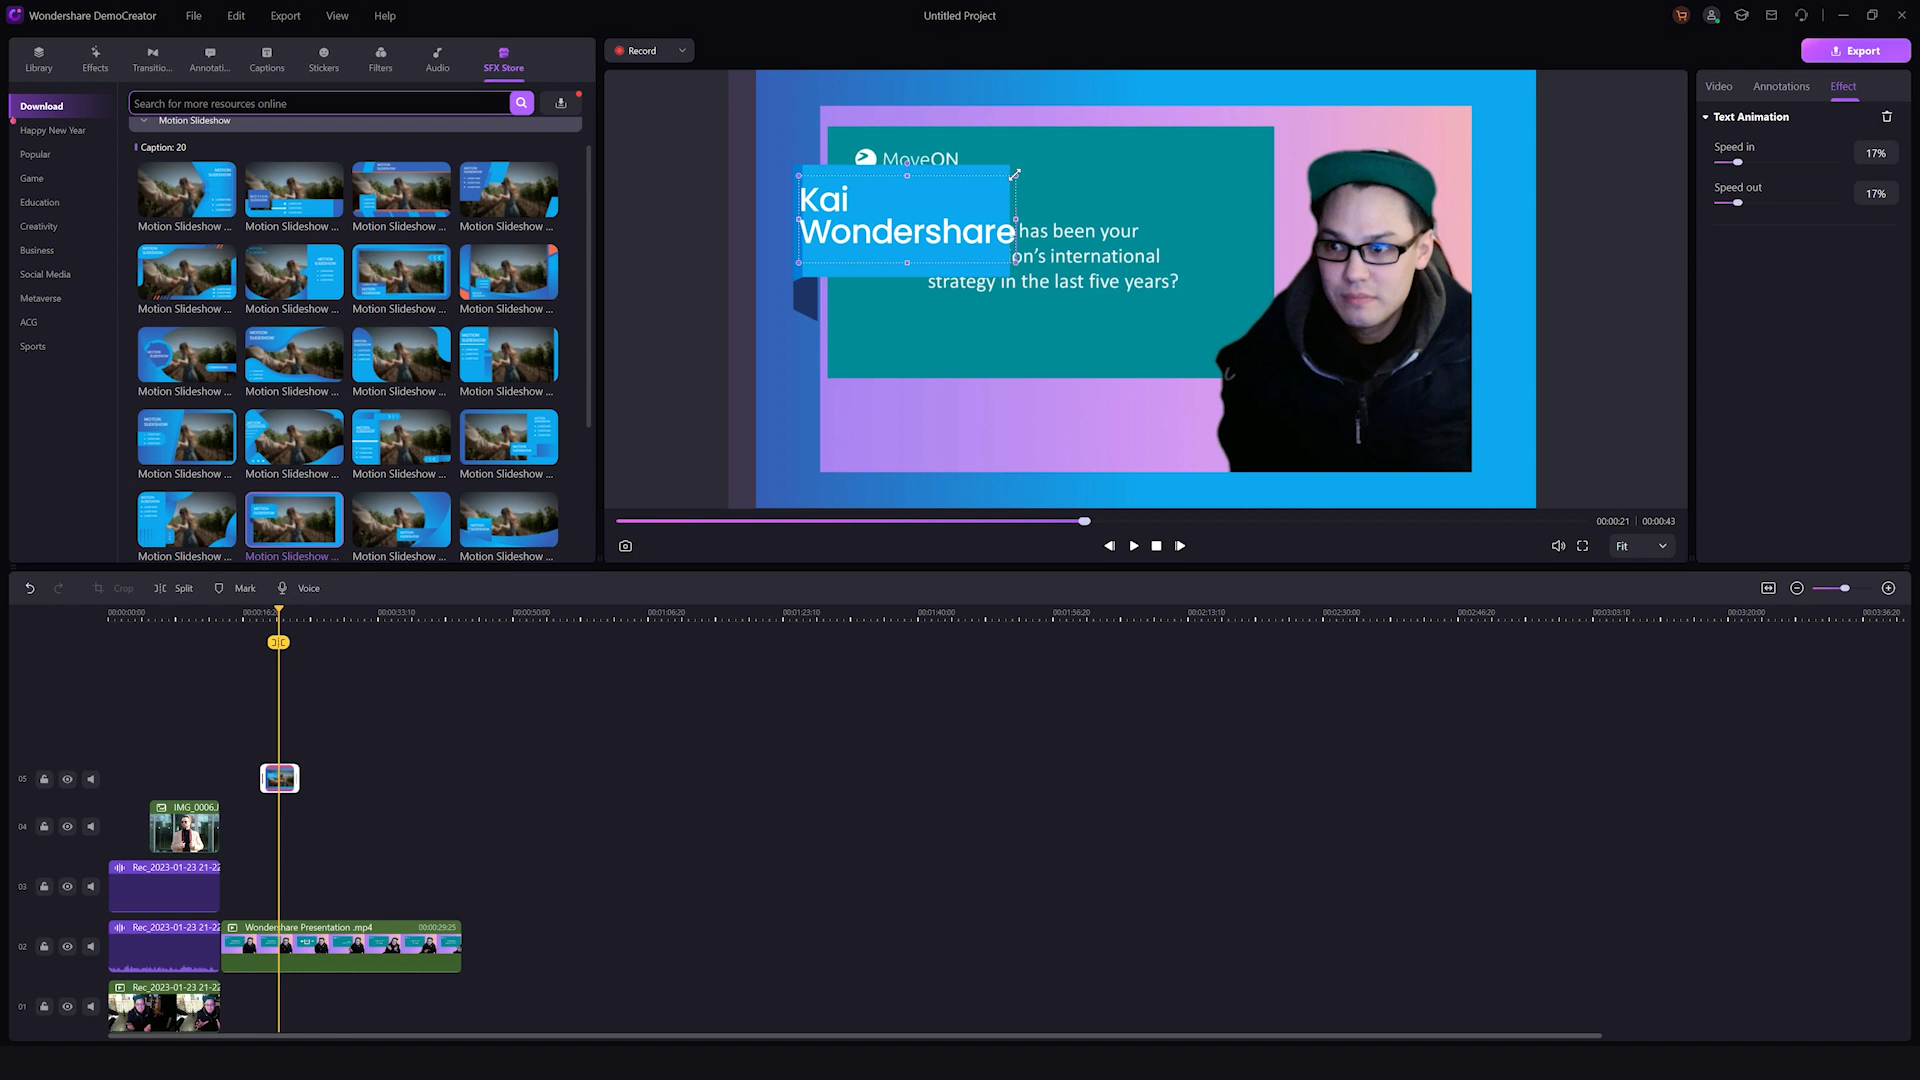 Wondershare DemoCreator File Edit Export View Help Untitled Project
Library Effects Transitio... Annotati... Captions Stickers Filters Audio SFX Store
Record
Export
Download
Happy New Year
Popular
Game
Education
Creativity
Business
Social Media
Metaverse
ACG
Sports
Search for more resources online
Motion Slideshow
Caption: 20
Motion Slideshow ... Motion Slideshow ... Motion Slideshow ... Motion Slideshow ...
Motion Slideshow ... Motion Slideshow ... Motion Slideshow ... Motion Slideshow ...
Motion Slideshow ... Motion Slideshow ... Motion Slideshow ... Motion Slideshow ...
Motion Slideshow ... Motion Slideshow ... Motion Slideshow ... Motion Slideshow ...
Motion Slideshow ... Motion Slideshow ... Motion Slideshow ... Motion Slideshow ...
MoveON
Kai
Wondershare
has been your
on's international
strategy in the last five years?
00:00:21 | 00:00:43
Fit
Video Annotations Effect
Text Animation
Speed in
17%
Speed out
17%
Crop Split Mark Voice
00:00:00:00 00:00:16:20 00:00:33:10 00:00:50:00 00:01:06:20 00:01:23:10 00:01:40:00 00:01:56:20 00:02:13:10 00:02:30:00 00:02:46:20 00:03:03:10 00:03:20:00 00:03:36:20
05
04
IMG_0006.
03
Rec_2023-01-23 21-22
02
Rec_2023-01-23 21-22
Wondershare Presentation .mp4 00:00:29:25
01
Rec_2023-01-23 21-22